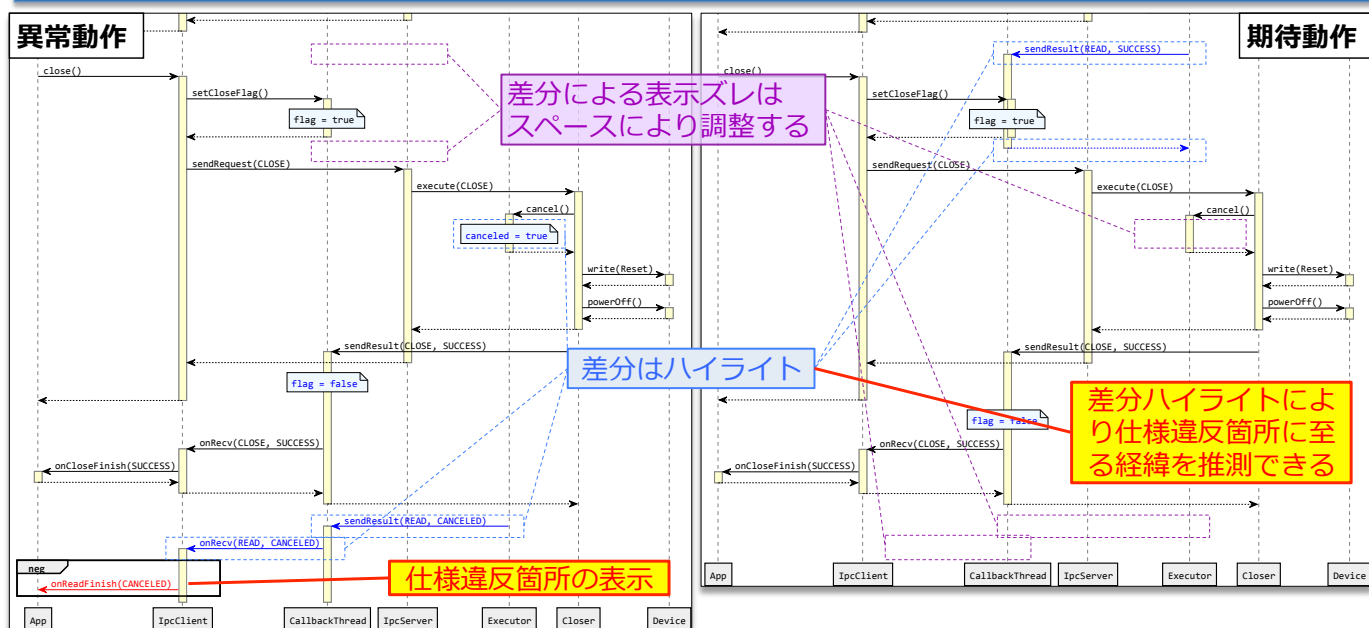 異常動作
close()
setCloseFlag()
flag = true
sendRequest(CLOSE)
execute(CLOSE)
cancel()
canceled = true
write(Reset)
powerOff()
sendResult(CLOSE, SUCCESS)
flag = false
onRecv(CLOSE, SUCCESS)
onCloseFinish(SUCCESS)
sendResult(READ, CANCELED)
onRecv(READ, CANCELED)
neg
onReadFinish(CANCELED)
仕様違反箇所の表示
App
IpcClient
CallbackThread
IpcServer
Executor
Closer
Device
差分による表示ズレは
スペースにより調整する
差分はハイライト
期待動作
sendResult(READ, SUCCESS)
close()
setCloseFlag()
flag = true
sendRequest(CLOSE)
execute(CLOSE)
cancel()
write(Reset)
powerOff()
sendResult(CLOSE, SUCCESS)
flag = false
onRecv(CLOSE, SUCCESS)
onCloseFinish(SUCCESS)
差分ハイライトによ
り仕様違反箇所に至
る経緯を推測できる
App
IpcClient
CallbackThread
IpcServer
Executor
Closer
Device